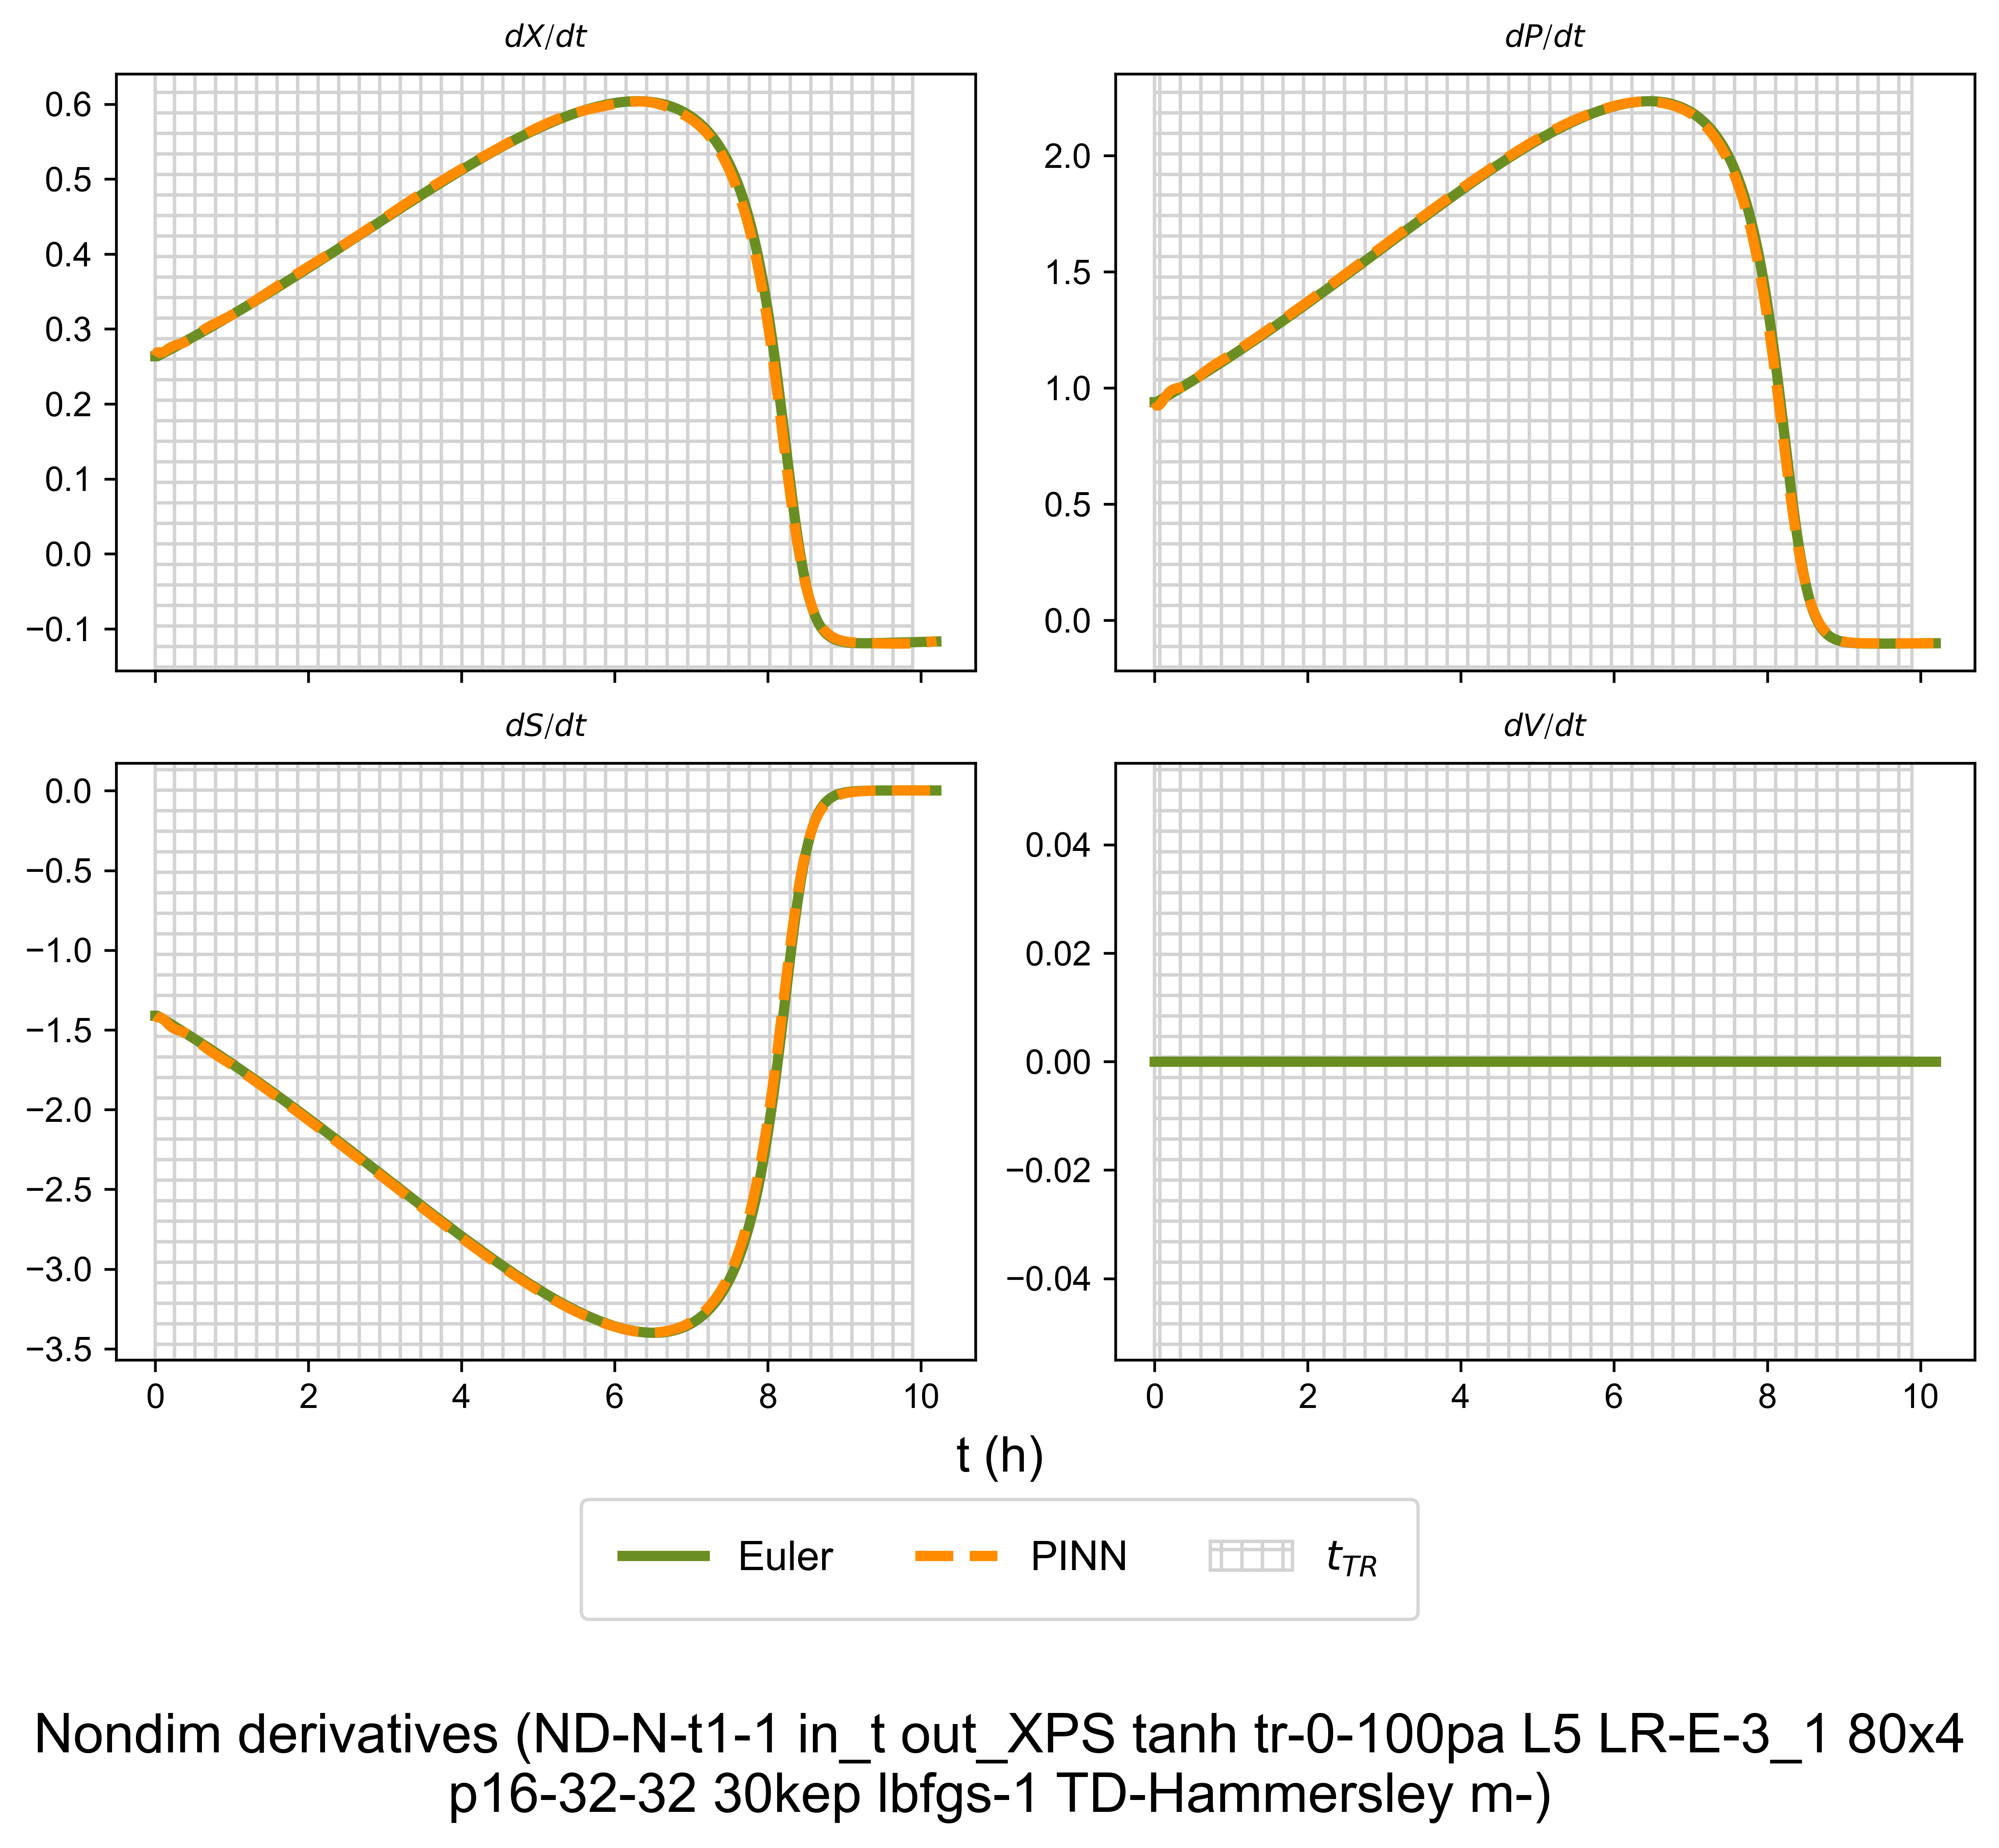 dX/dt
dP/dt
0.6
0.5
0.4
0.3
0.2
0.1
0.0
−0.1
2.0
1.5
1.0
0.5
0.0
dS/dt
dV/dt
0.0
−0.5
−1.0
−1.5
−2.0
−2.5
−3.0
−3.5
0.04
0.02
0.00
−0.02
−0.04
0 2 4 6 8 10
0 2 4 6 8 10
t (h)
Euler PINN t_TR
Nondim derivatives (ND-N-t1-1 in_t out_XPS tanh tr-0-100pa L5 LR-E-3_1 80x4
p16-32-32 30kep lbfgs-1 TD-Hammersley m-)